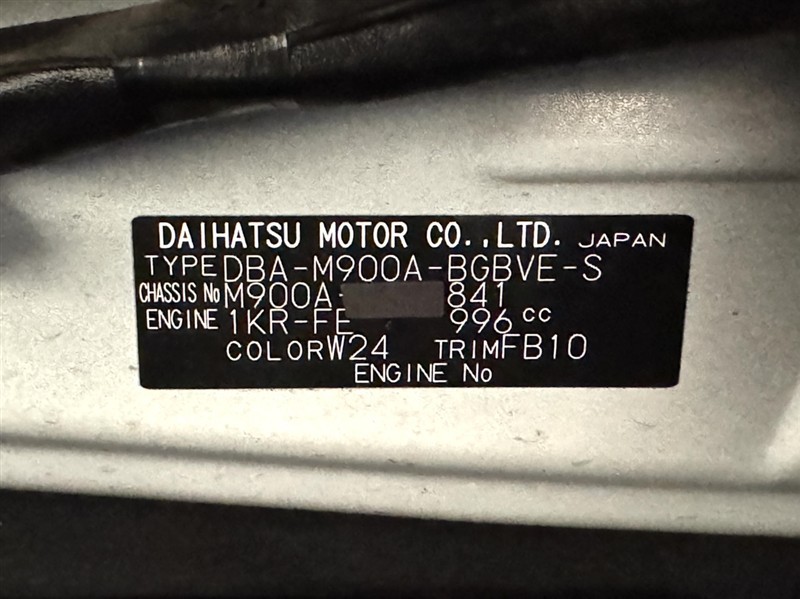 DAIHATSU MOTOR CO.,LTD. JAPAN
TYPE DBA-M900A-BGBVE-S
CHASSIS No M900A- 841
ENGINE 1KR-FE 996 cc
COLOR W24 TRIM FB10
ENGINE No